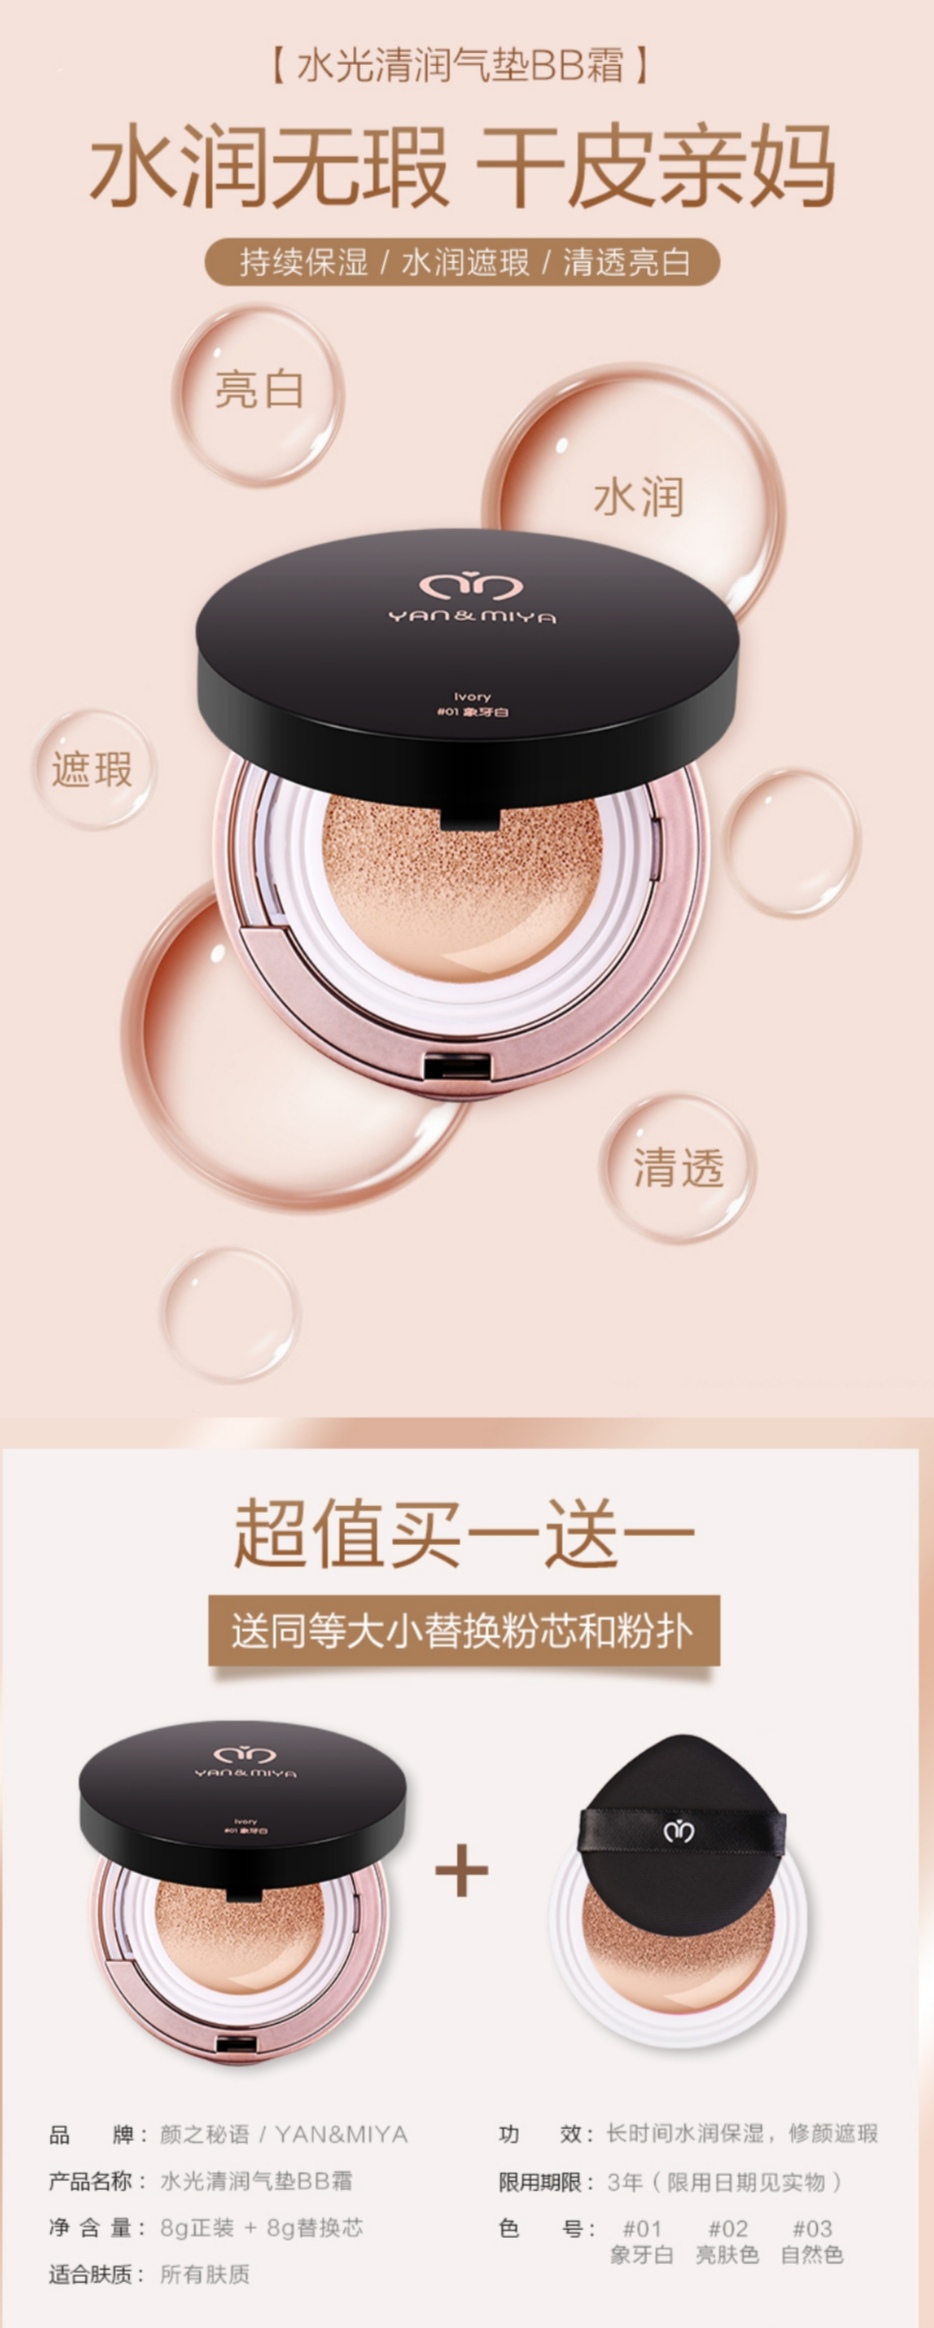 【 水光清润气垫BB霜 】
水润无瑕 干皮亲妈
持续保湿 / 水润遮瑕 / 清透亮白
亮白
水润
YAN&MIYA
Ivory
#01 象牙白
遮瑕
清透
超值买一送一
送同等大小替换粉芯和粉扑
YAN&MIYA
Ivory
#01 象牙白
+
品 牌：颜之秘语 / YAN&MIYA
产品名称：水光清润气垫BB霜
净 含 量：8g正装 + 8g替换芯
适合肤质：所有肤质
功 效：长时间水润保湿，修颜遮瑕
限用期限：3年（限用日期见实物）
色 号：#01 #02 #03
象牙白 亮肤色 自然色